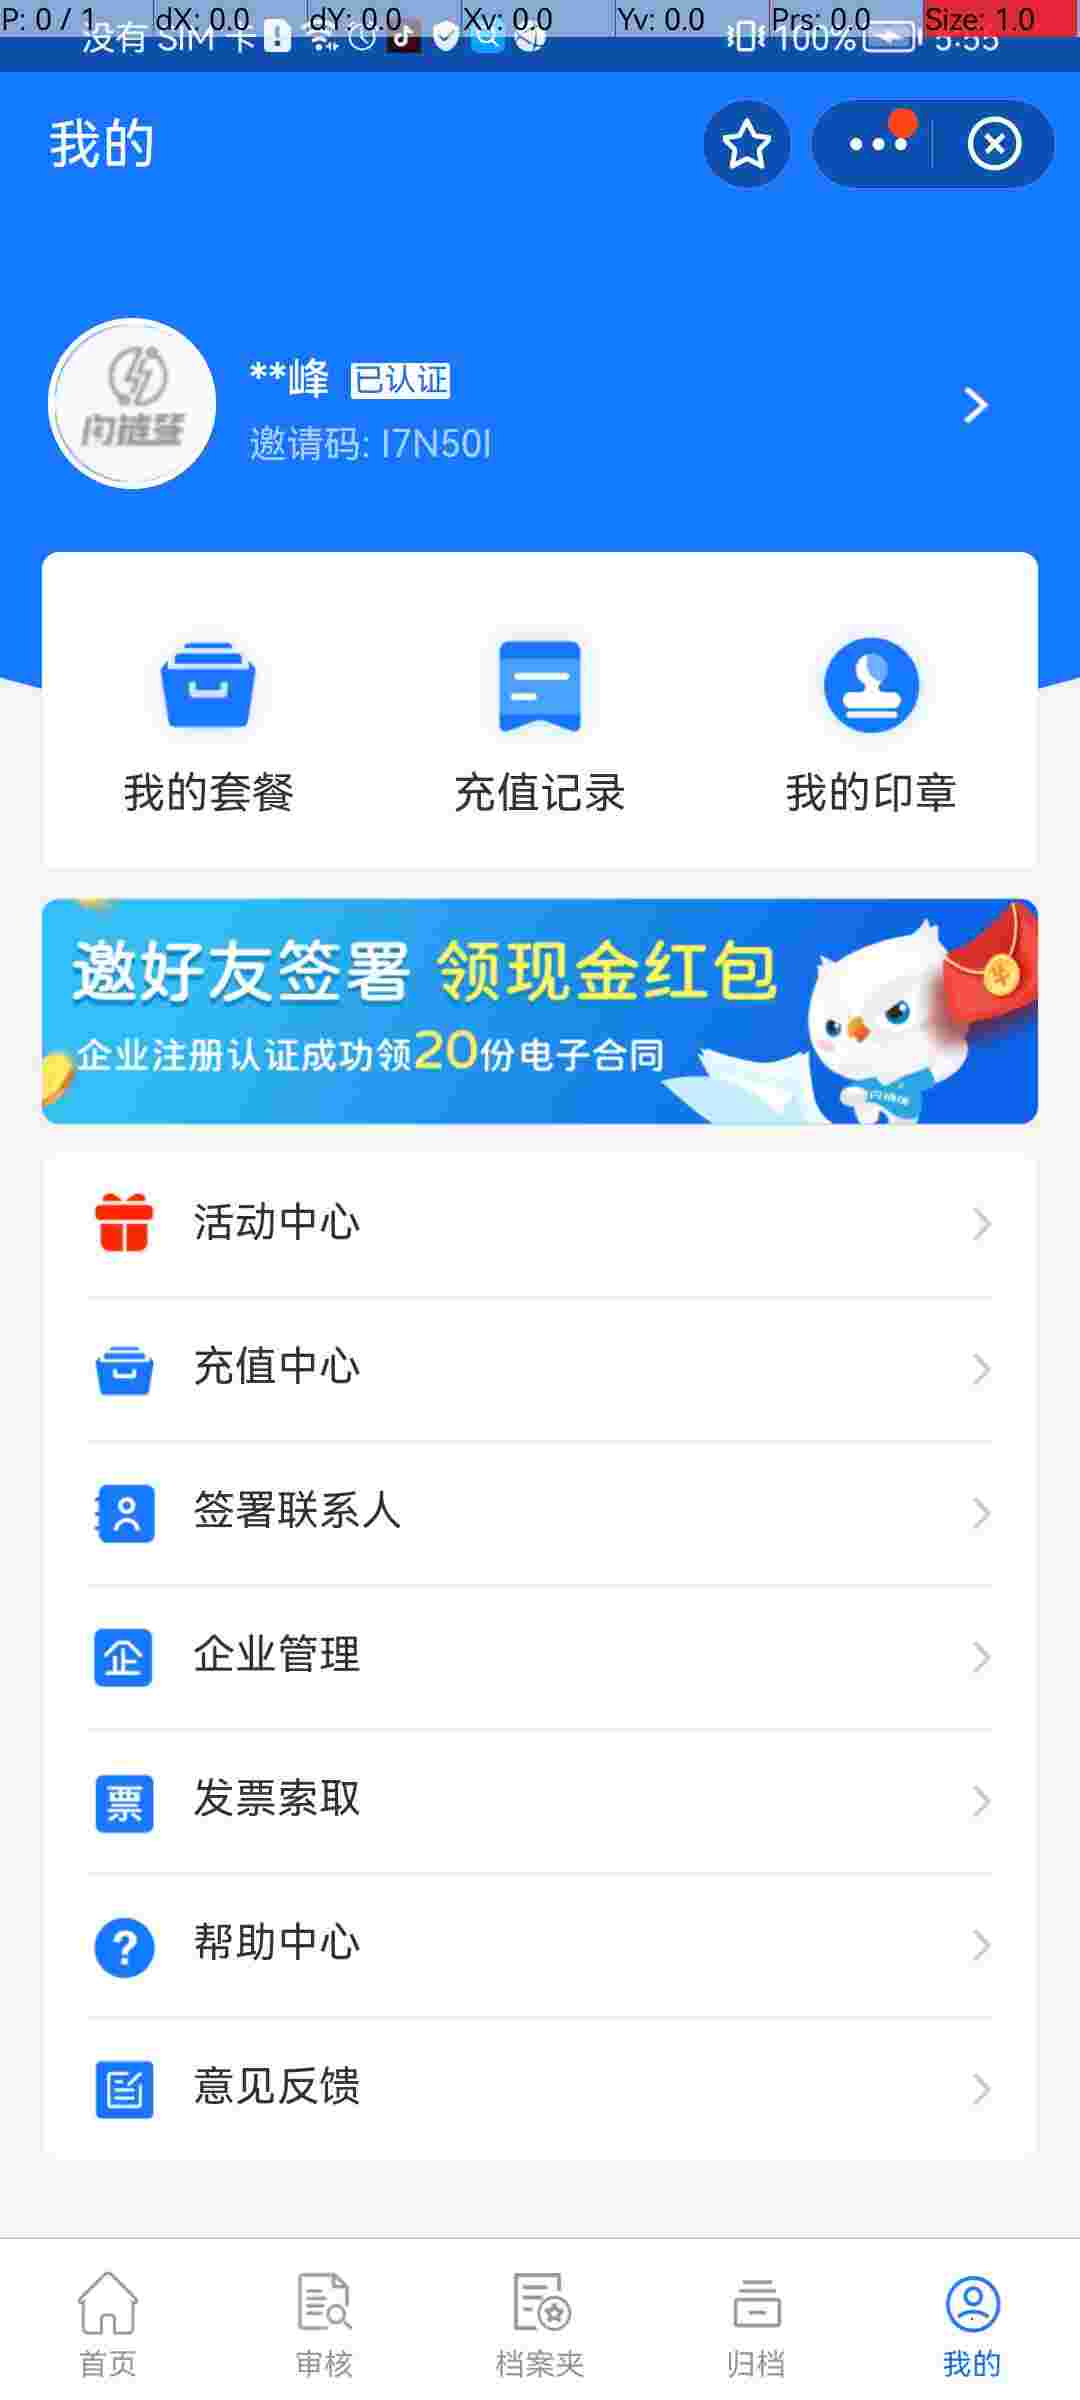 P: 0 / 1 dX: 0.0 dY: 0.0 Xv: 0.0 Yv: 0.0 Prs: 0.0 Size: 1.0
没有 SIM 卡 100% 5:55
我的
**峰 已认证
邀请码: I7N50I
我的套餐 充值记录 我的印章
邀好友签署 领现金红包
企业注册认证成功领20份电子合同
活动中心
充值中心
签署联系人
企业管理
发票索取
帮助中心
意见反馈
首页 审核 档案夹 归档 我的